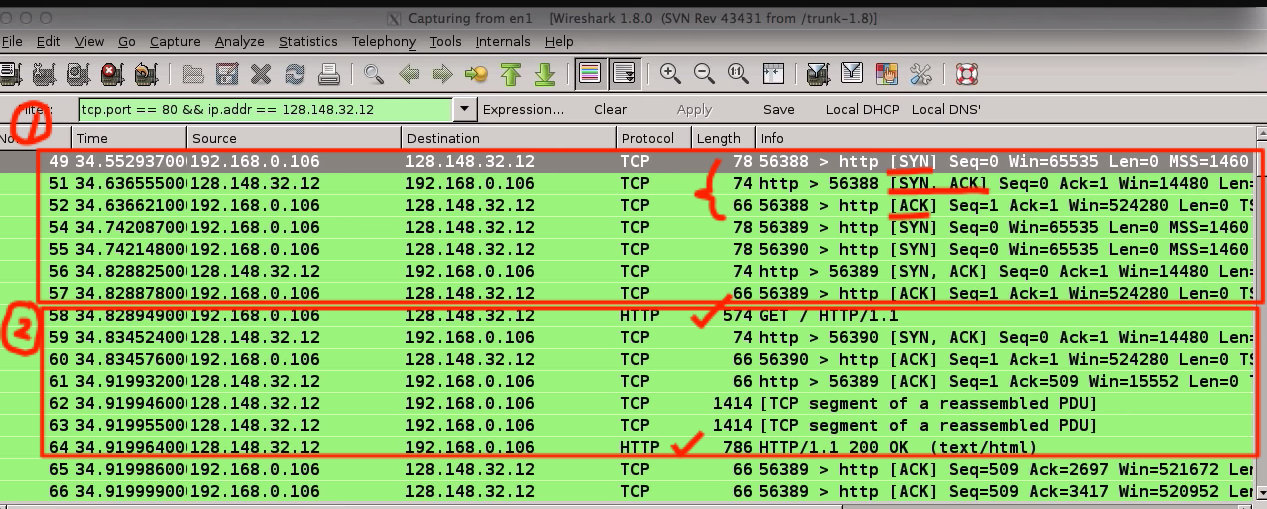 Capturing from en1 [Wireshark 1.8.0 (SVN Rev 43431 from /trunk-1.8)]
File Edit View Go Capture Analyze Statistics Telephony Tools Internals Help
tcp.port == 80 && ip.addr == 128.148.32.12 Expression... Clear Apply Save Local DHCP Local DNS'
1
Time Source Destination Protocol Length Info
49 34.552937000 192.168.0.106 128.148.32.12 TCP 78 56388 > http [SYN] Seq=0 Win=65535 Len=0 MSS=1460
51 34.636555000 128.148.32.12 192.168.0.106 TCP 74 http > 56388 [SYN, ACK] Seq=0 Ack=1 Win=14480 Len=
52 34.636621000 192.168.0.106 128.148.32.12 TCP 66 56388 > http [ACK] Seq=1 Ack=1 Win=524280 Len=0 TS
54 34.742087000 192.168.0.106 128.148.32.12 TCP 78 56389 > http [SYN] Seq=0 Win=65535 Len=0 MSS=1460
55 34.742148000 192.168.0.106 128.148.32.12 TCP 78 56390 > http [SYN] Seq=0 Win=65535 Len=0 MSS=1460
56 34.828825000 128.148.32.12 192.168.0.106 TCP 74 http > 56389 [SYN, ACK] Seq=0 Ack=1 Win=14480 Len=
57 34.828878000 192.168.0.106 128.148.32.12 TCP 66 56389 > http [ACK] Seq=1 Ack=1 Win=524280 Len=0 TS
2
58 34.828949000 192.168.0.106 128.148.32.12 HTTP 574 GET / HTTP/1.1
59 34.834524000 128.148.32.12 192.168.0.106 TCP 74 http > 56390 [SYN, ACK] Seq=0 Ack=1 Win=14480 Len=
60 34.834576000 192.168.0.106 128.148.32.12 TCP 66 56390 > http [ACK] Seq=1 Ack=1 Win=524280 Len=0 TS
61 34.919932000 128.148.32.12 192.168.0.106 TCP 66 http > 56389 [ACK] Seq=1 Ack=509 Win=15552 Len=0
62 34.919946000 128.148.32.12 192.168.0.106 TCP 1414 [TCP segment of a reassembled PDU]
63 34.919955000 128.148.32.12 192.168.0.106 TCP 1414 [TCP segment of a reassembled PDU]
64 34.919964000 128.148.32.12 192.168.0.106 HTTP 786 HTTP/1.1 200 OK (text/html)
65 34.919986000 192.168.0.106 128.148.32.12 TCP 66 56389 > http [ACK] Seq=509 Ack=2697 Win=521672 Len
66 34.919999000 192.168.0.106 128.148.32.12 TCP 66 56389 > http [ACK] Seq=509 Ack=3417 Win=520952 Len